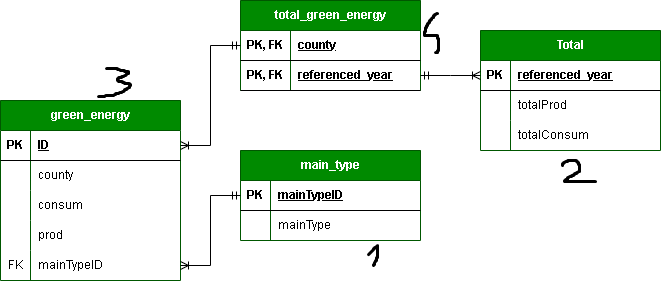 total_green_energy
PK, FK county
PK, FK referenced_year
4
Total
PK referenced_year
totalProd
totalConsum
2
3
green_energy
PK ID
county
consum
prod
FK mainTypeID
main_type
PK mainTypeID
mainType
1